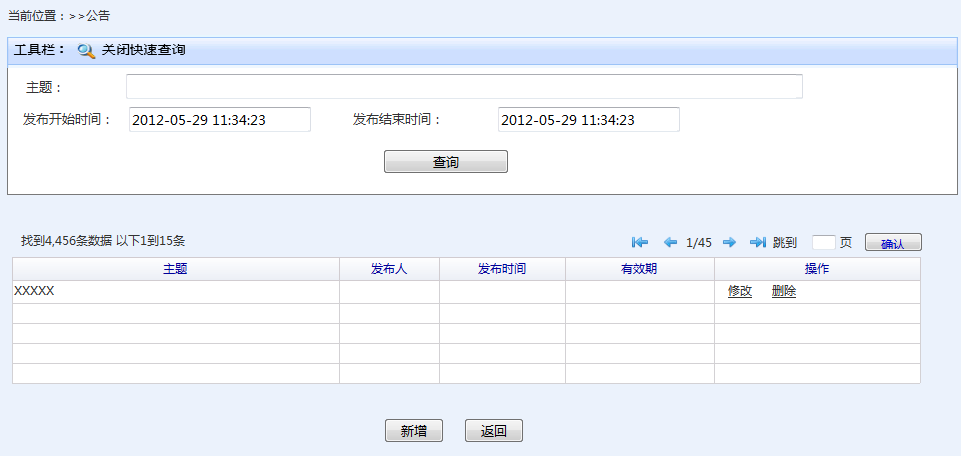 当前位置：>>公告
工具栏： 关闭快速查询
主题：
发布开始时间： 2012-05-29 11:34:23 发布结束时间： 2012-05-29 11:34:23
查询
找到4,456条数据 以下1到15条 1/45 跳到 页 确认
主题 发布人 发布时间 有效期 操作
XXXXX 修改 删除
新增 返回